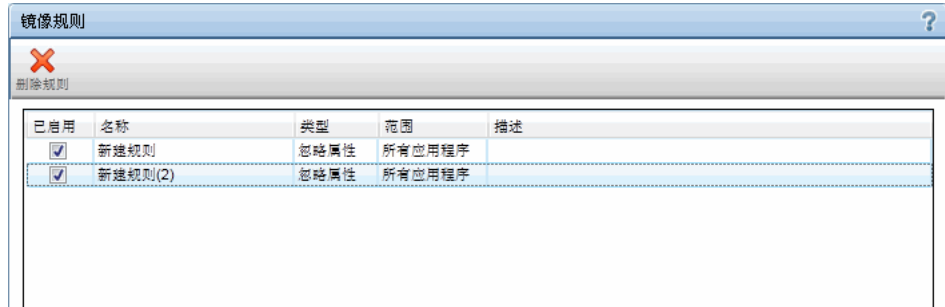 镜像规则 ?
删除规则
已启用 名称 类型 范围 描述
新建规则 忽略属性 所有应用程序
新建规则(2) 忽略属性 所有应用程序